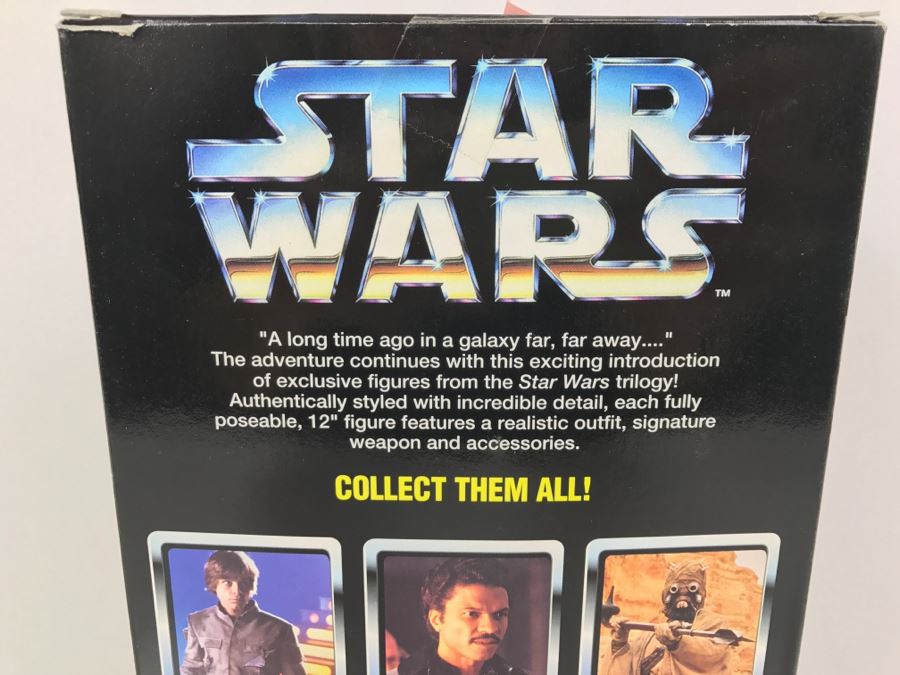 STAR
WARS
TM
"A long time ago in a galaxy far, far away...."
The adventure continues with this exciting introduction
of exclusive figures from the Star Wars trilogy!
Authentically styled with incredible detail, each fully
poseable, 12" figure features a realistic outfit, signature
weapon and accessories.
COLLECT THEM ALL!